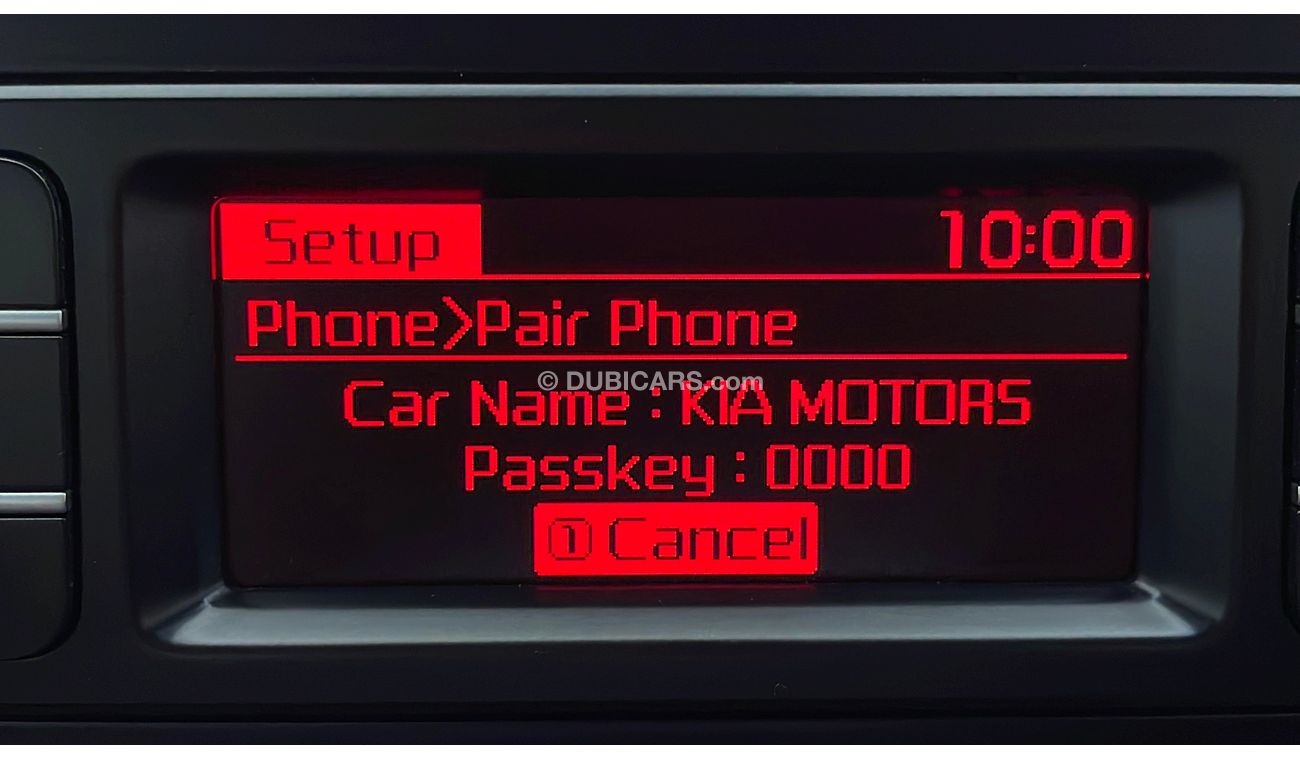 Setup
10:00
Phone>Pair Phone
© DUBICARS.com
Car Name : KIA MOTORS
Passkey : 0000
① Cancel